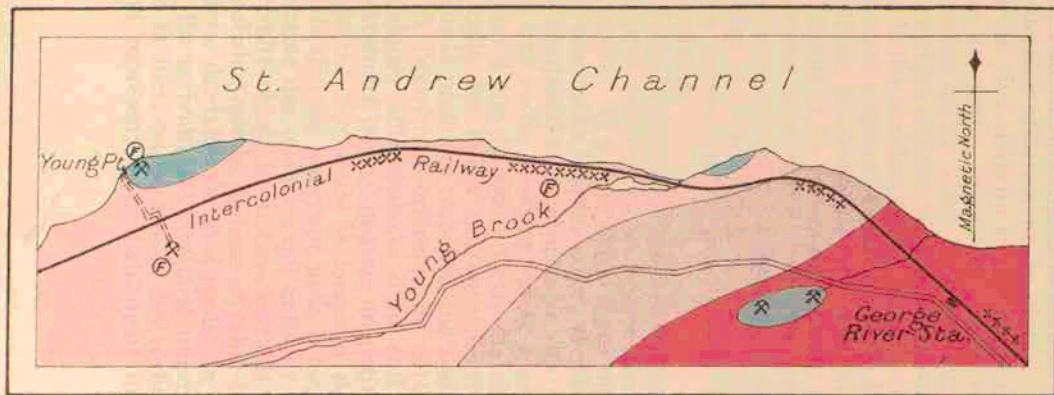 St. Andrew Channel
Magnetic North
Young Pt.
F
Intercolonial Railway
F
F
Young Brook
George
River Sta.